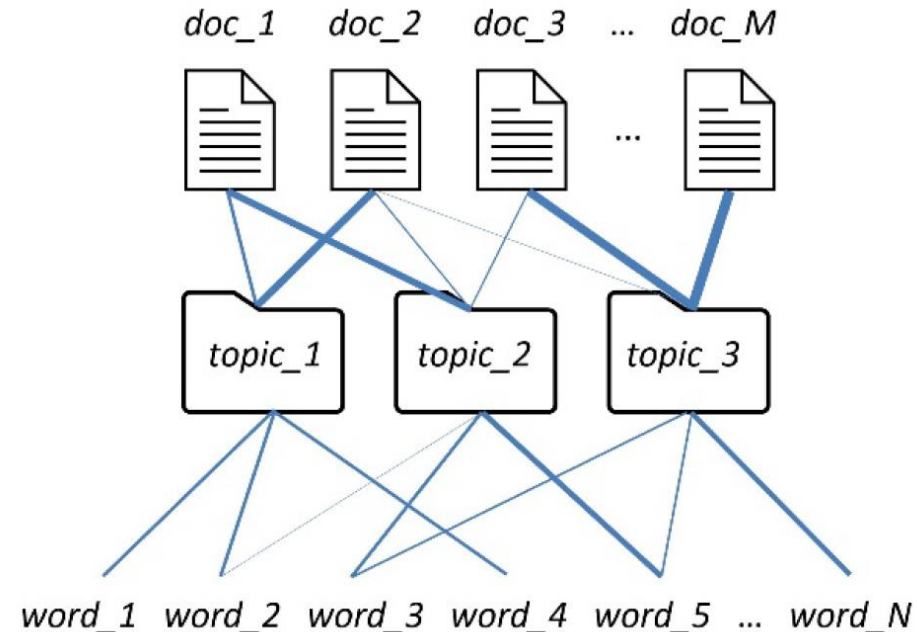 doc_1 doc_2 doc_3 ... doc_M
...
topic_1 topic_2 topic_3
word_1 word_2 word_3 word_4 word_5 ... word_N